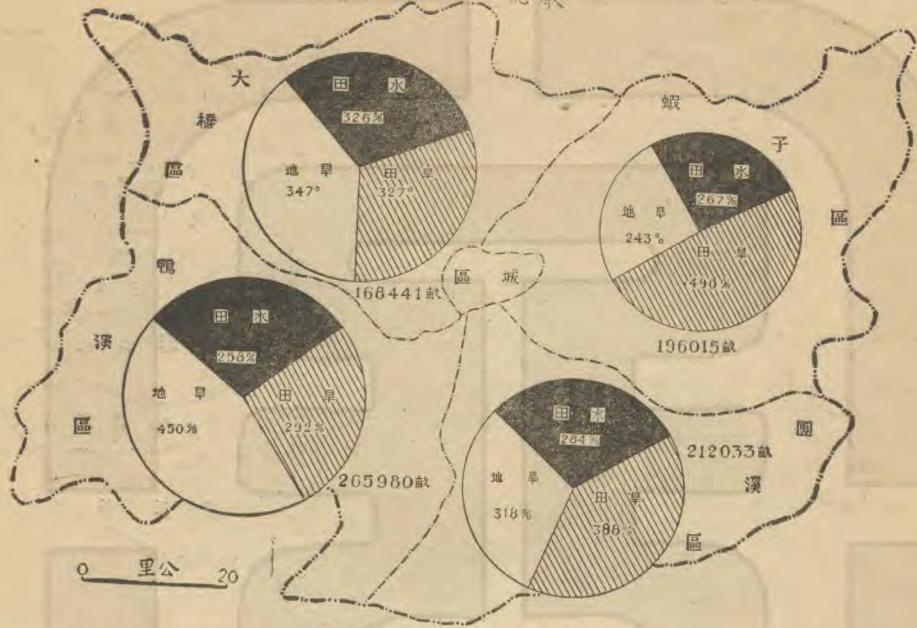 大橋區
水田
326%
旱田
327%
旱地
347%
168441畝
蝦子區
水田
267%
旱地
243%
旱田
490%
196015畝
城區
鴨溪區
水田
258%
旱田
292%
旱地
450%
265980畝
團溪區
水田
284%
旱田
388%
旱地
318%
212033畝
0 公里 20